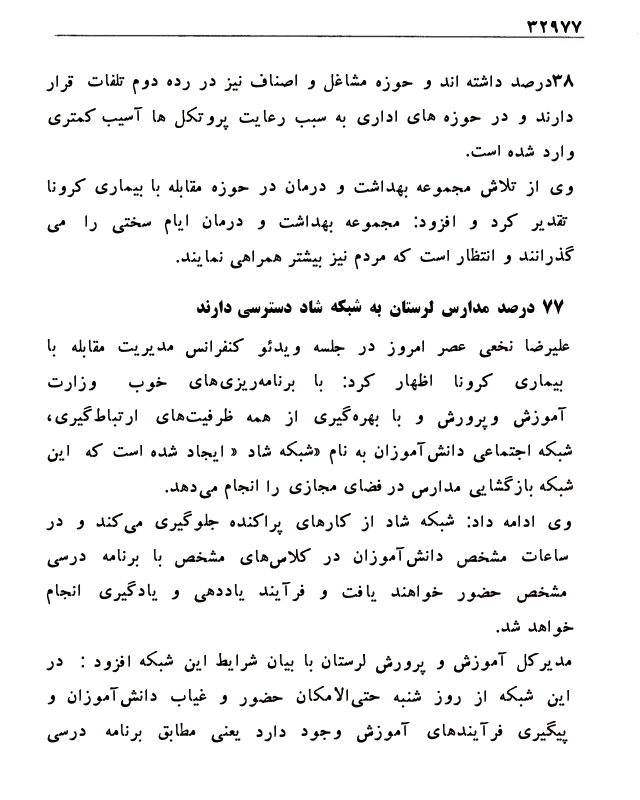 ۳۲۹۷۷
۳۸درصد داشته اند و حوزه مشاغل و اصناف نیز در رده دوم تلفات قرار
دارند و در حوزه های اداری به سبب رعایت پروتکل ها آسیب کمتری
وارد شده است.
وی از تلاش مجموعه بهداشت و درمان در حوزه مقابله با بیماری کرونا
تقدیر کرد و افزود: مجموعه بهداشت و درمان ایام سختی را می
گذرانند و انتظار است که مردم نیز بیشتر همراهی نمایند.
۷۷ درصد مدارس لرستان به شبکه شاد دسترسی دارند
علیرضا نخعی عصر امروز در جلسه ویدئو کنفرانس مدیریت مقابله با
بیماری کرونا اظهار کرد: با برنامه‌ریزی‌های خوب وزارت
آموزش وپرورش و با بهره‌گیری از همه ظرفیت‌های ارتباط‌گیری،
شبکه اجتماعی دانش‌آموزان به نام «شبکه شاد « ایجاد شده است که این
شبکه بازگشایی مدارس در فضای مجازی را انجام می‌دهد.
وی ادامه داد: شبکه شاد از کارهای پراکنده جلوگیری می‌کند و در
ساعات مشخص دانش‌آموزان در کلاس‌های مشخص با برنامه درسی
مشخص حضور خواهند یافت و فرآیند یاددهی و یادگیری انجام
خواهد شد.
مدیرکل آموزش و پرورش لرستان با بیان شرایط این شبکه افزود : در
این شبکه از روز شنبه حتی‌الامکان حضور و غیاب دانش‌آموزان و
پیگیری فرآیندهای آموزش وجود دارد یعنی مطابق برنامه درسی